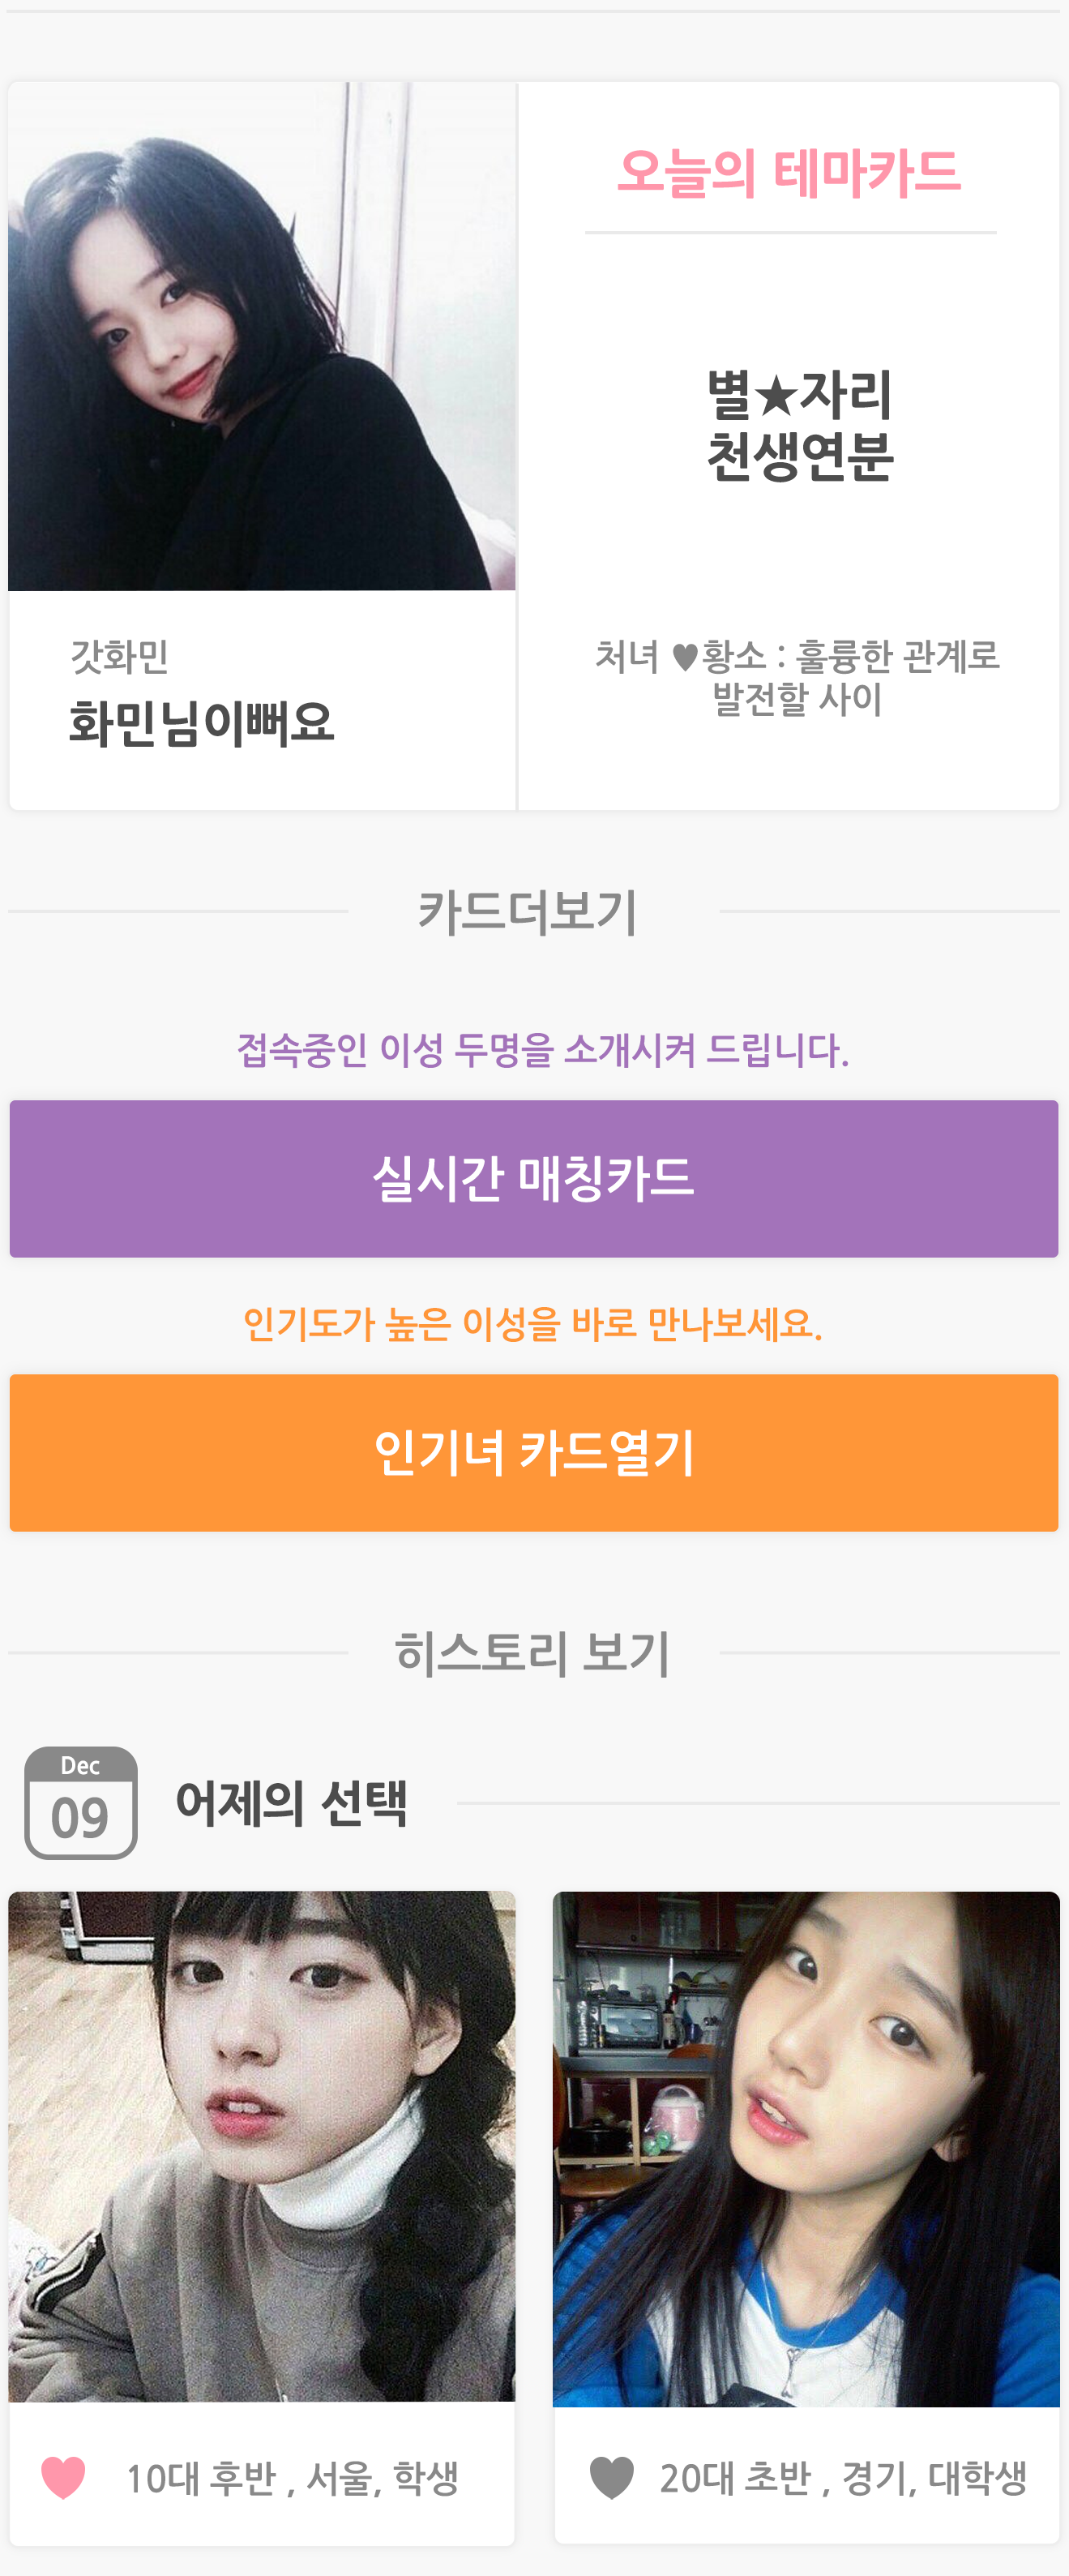 오늘의 테마카드
별★자리
천생연분
처녀 ♥황소 : 훌륭한 관계로
발전할 사이
갓화민
화민님이뻐요
카드더보기
접속중인 이성 두명을 소개시켜 드립니다.
실시간 매칭카드
인기도가 높은 이성을 바로 만나보세요.
인기녀 카드열기
히스토리 보기
Dec
09
어제의 선택
10대 후반 , 서울, 학생
20대 초반 , 경기, 대학생